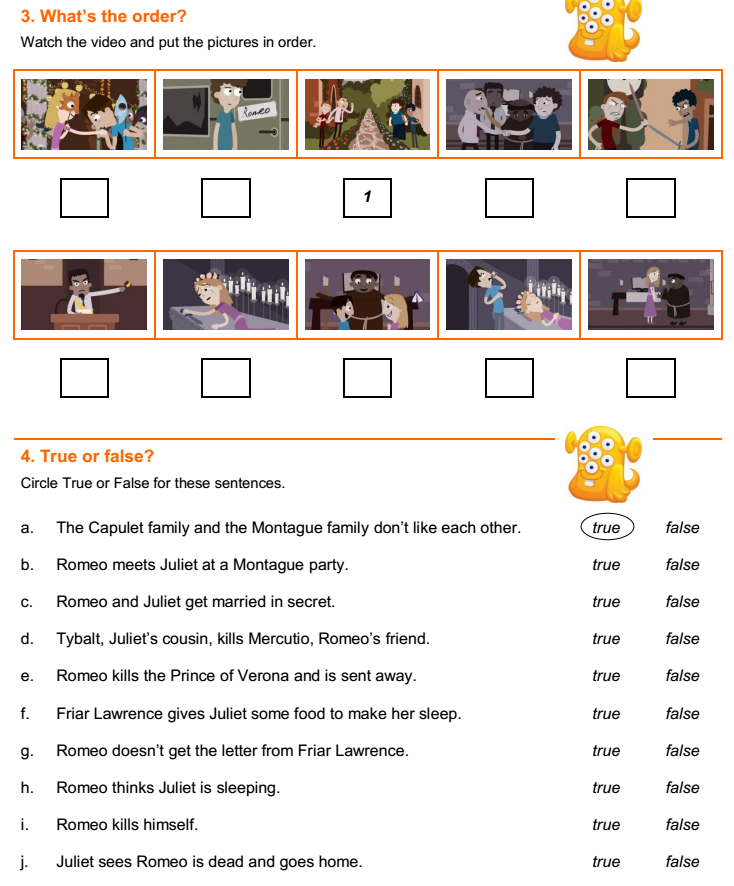 3. What's the order?
Watch the video and put the pictures in order.
Romeo
1
4. True or false?
Circle True or False for these sentences.
a. The Capulet family and the Montague family don't like each other. true false
b. Romeo meets Juliet at a Montague party. true false
c. Romeo and Juliet get married in secret. true false
d. Tybalt, Juliet's cousin, kills Mercutio, Romeo's friend. true false
e. Romeo kills the Prince of Verona and is sent away. true false
f. Friar Lawrence gives Juliet some food to make her sleep. true false
g. Romeo doesn't get the letter from Friar Lawrence. true false
h. Romeo thinks Juliet is sleeping. true false
i. Romeo kills himself. true false
j. Juliet sees Romeo is dead and goes home. true false